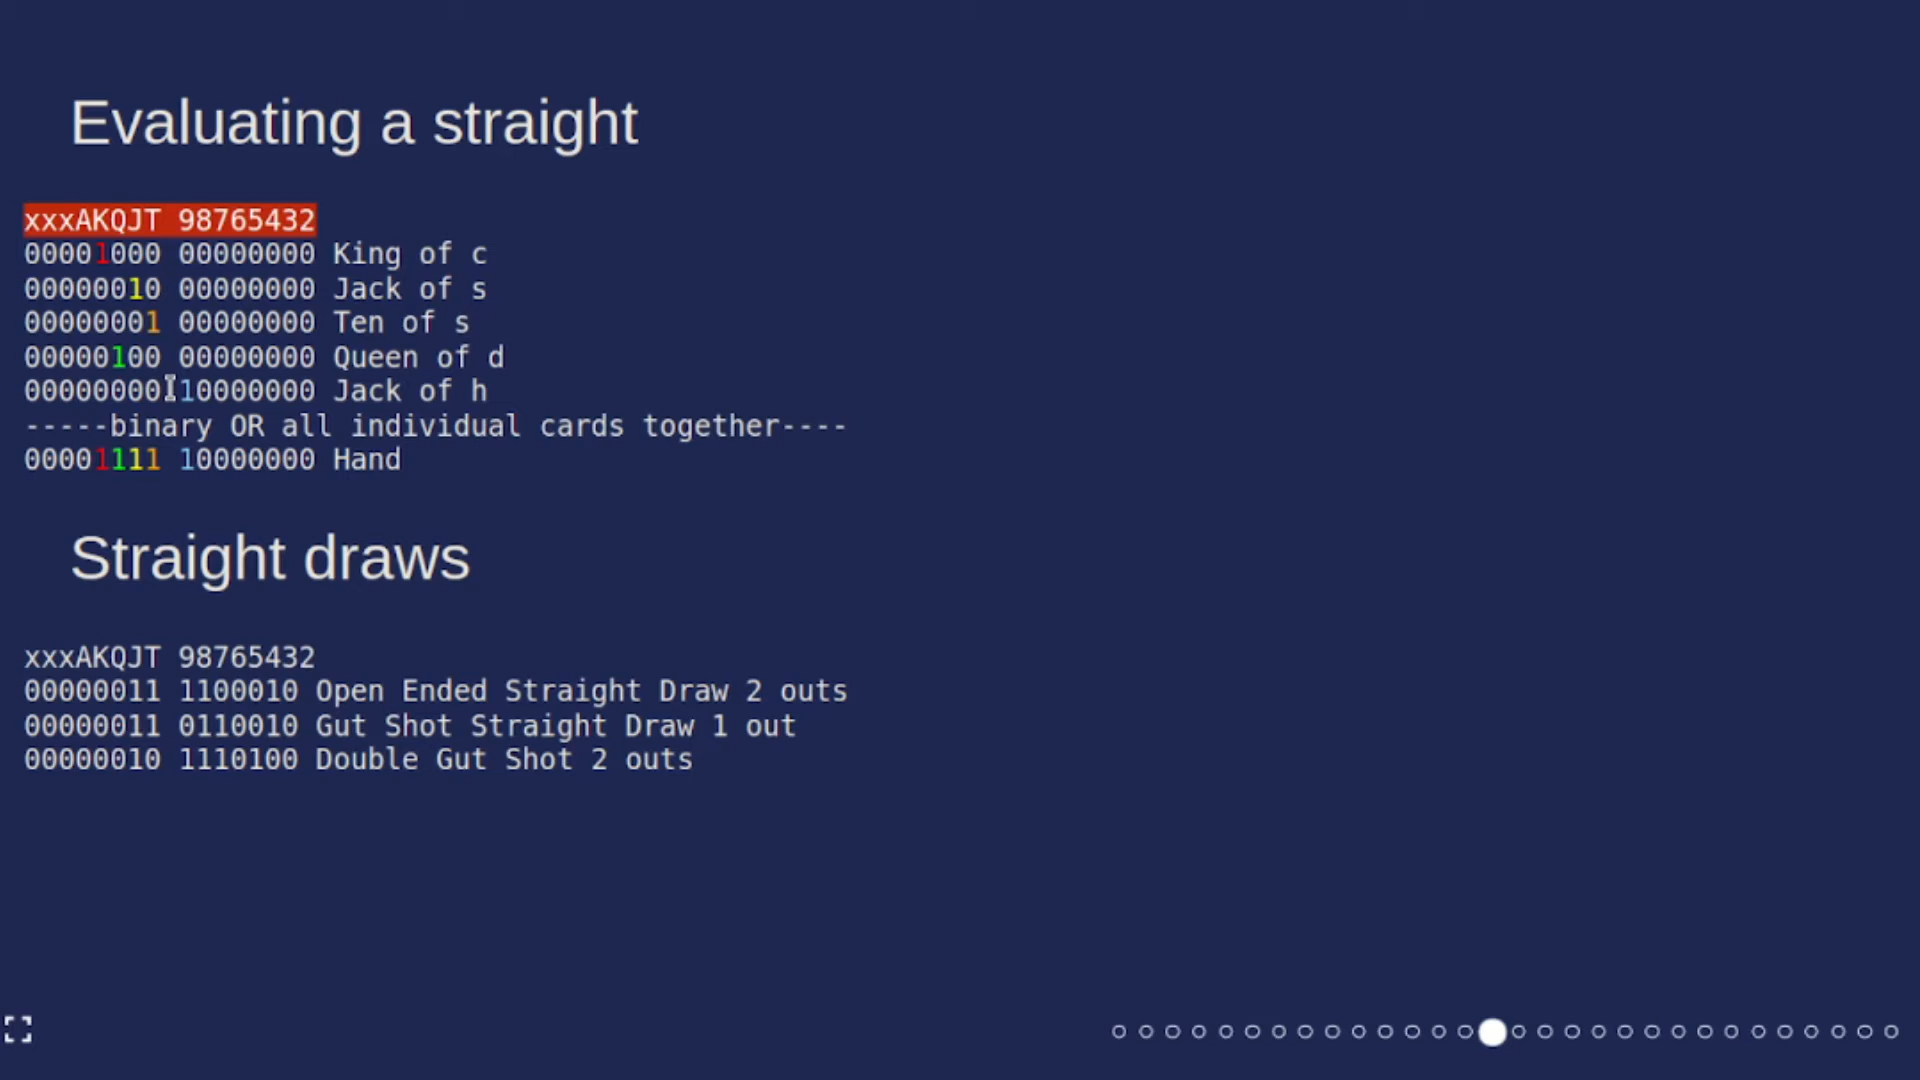 Evaluating a straight
xxxAKQJT 98765432
00001000 00000000 King of c
00000010 00000000 Jack of s
00000001 00000000 Ten of s
00000100 00000000 Queen of d
00000000 10000000 Jack of h
-----binary OR all individual cards together----
00001111 10000000 Hand
Straight draws
xxxAKQJT 98765432
00000011 1100010 Open Ended Straight Draw 2 outs
00000011 0110010 Gut Shot Straight Draw 1 out
00000010 1110100 Double Gut Shot 2 outs